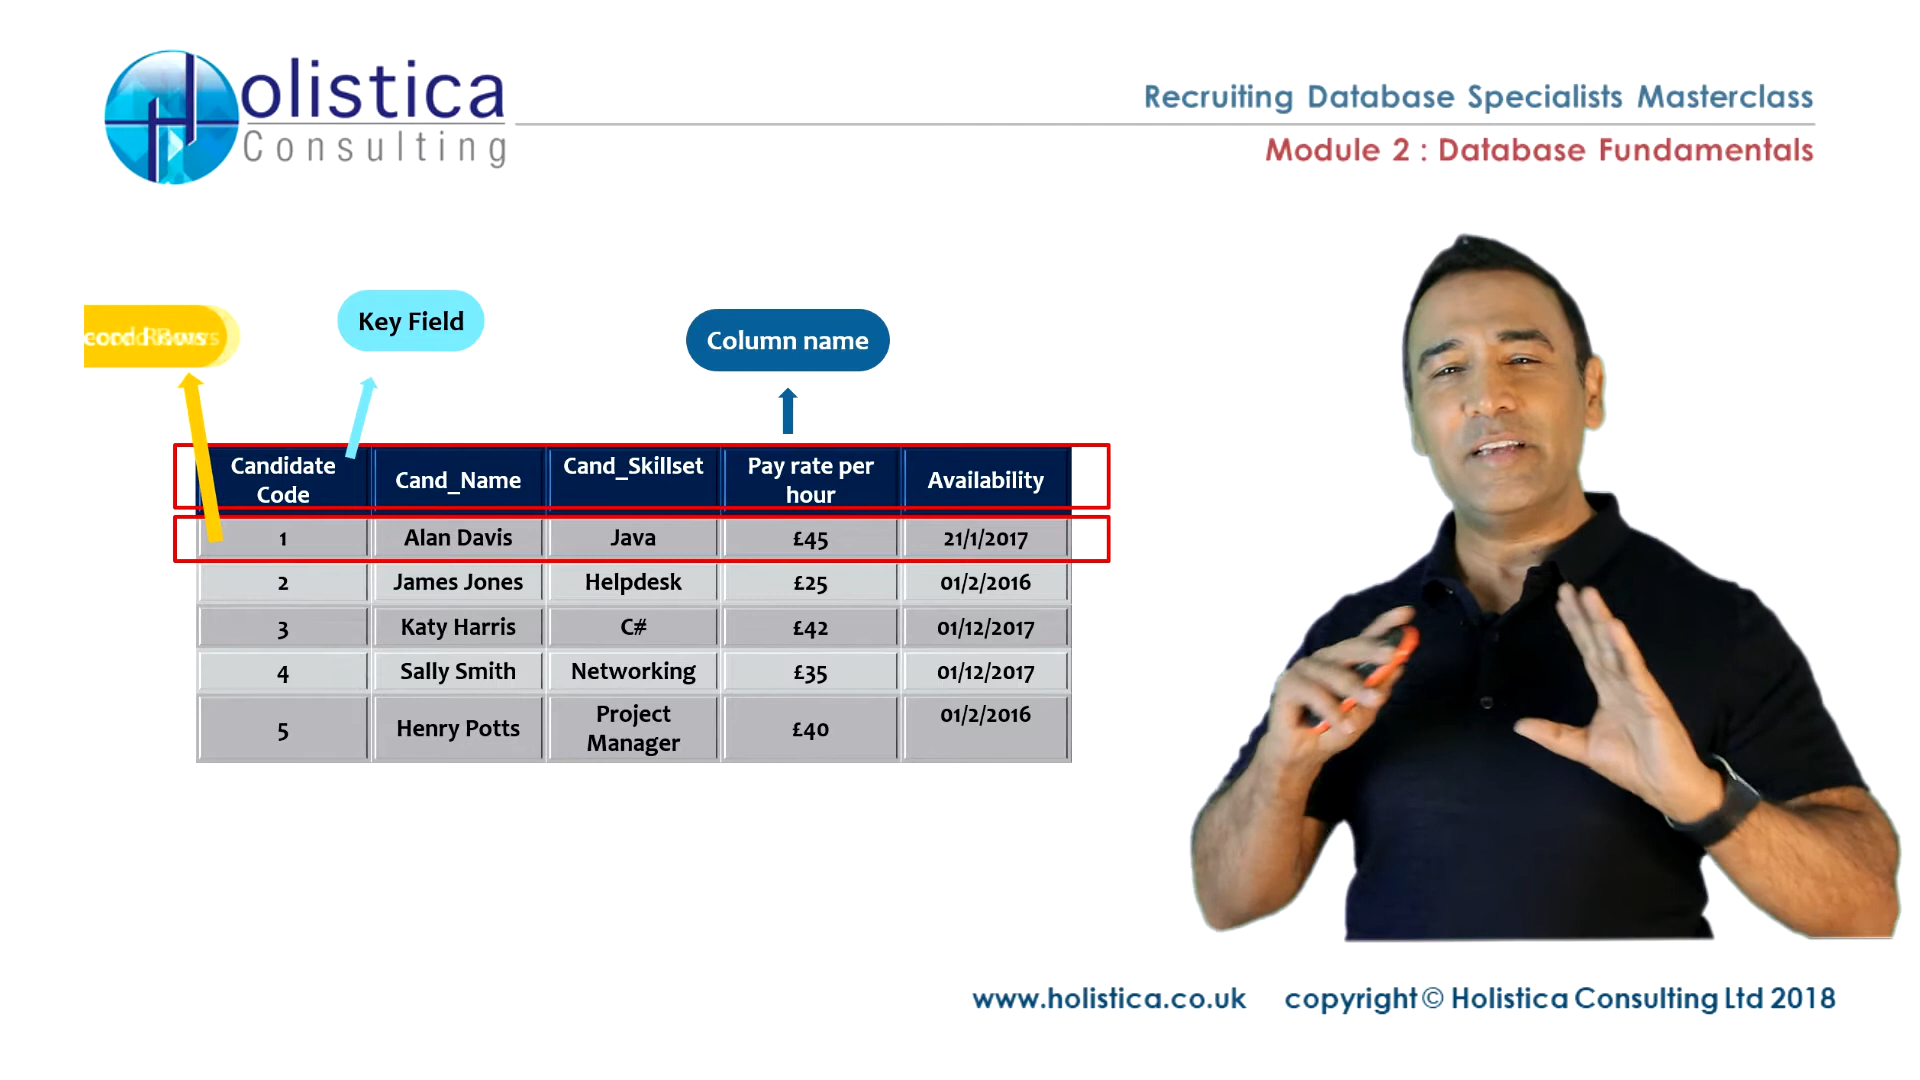 Holistica
Consulting
Recruiting Database Specialists Masterclass
Module 2 : Database Fundamentals
Key Field
Column name
Candidate Code
Cand_Name
Cand_Skillset
Pay rate per hour
Availability
1 Alan Davis Java £45 21/1/2017
2 James Jones Helpdesk £25 01/2/2016
3 Katy Harris C# £42 01/12/2017
4 Sally Smith Networking £35 01/12/2017
5 Henry Potts Project Manager £40 01/2/2016
www.holistica.co.uk copyright © Holistica Consulting Ltd 2018